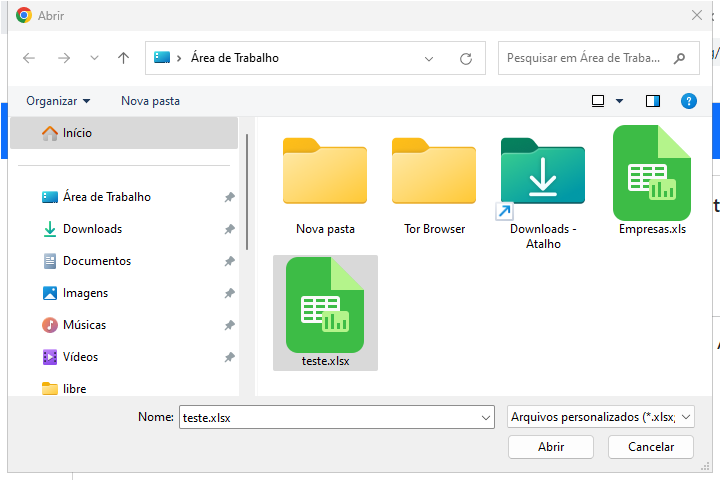 Abrir
Área de Trabalho
Pesquisar em Área de Traba...
Organizar
Nova pasta
Início
Área de Trabalho
Downloads
Documentos
Imagens
Músicas
Vídeos
libre
Nova pasta
Tor Browser
Downloads -
Atalho
Empresas.xls
teste.xlsx
Nome:
teste.xlsx
Arquivos personalizados (*.xlsx;
Abrir
Cancelar